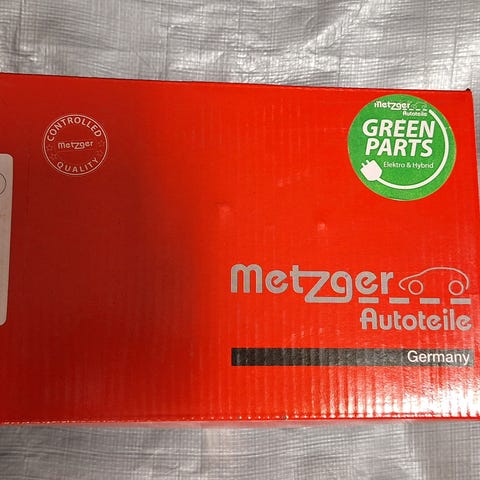 CONTROLLED
Metzger
QUALITY
metzger
Autoteile
GREEN
PARTS
Elektro & Hybrid
metzger
Autoteile
Germany